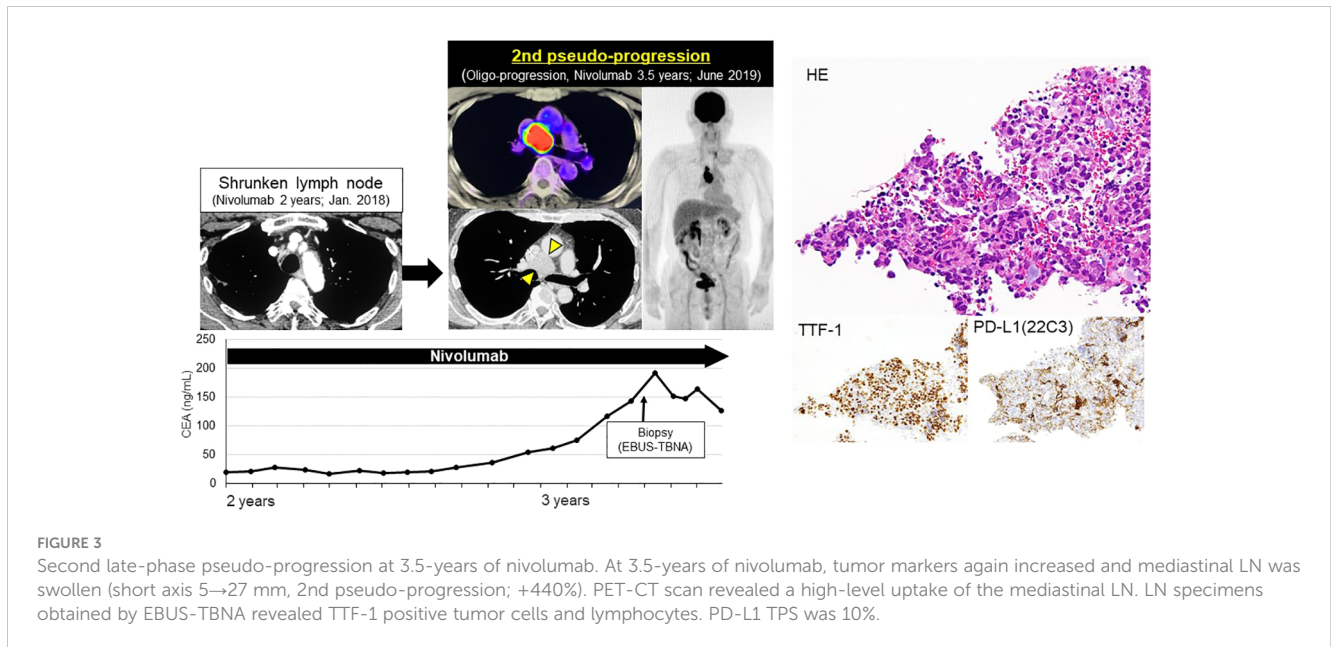 2nd pseudo-progression
(Oligo-progression, Nivolumab 3.5 years; June 2019)
HE
Shrunken lymph node
(Nivolumab 2 years; Jan. 2018)
TTF-1
PD-L1(22C3)
250
200
150
100
50
0
CEA (ng/mL)
Nivolumab
Biopsy
(EBUS-TBNA)
2 years
3 years
FIGURE 3
Second late-phase pseudo-progression at 3.5-years of nivolumab. At 3.5-years of nivolumab, tumor markers again increased and mediastinal LN was
swollen (short axis 5→27 mm, 2nd pseudo-progression; +440%). PET-CT scan revealed a high-level uptake of the mediastinal LN. LN specimens
obtained by EBUS-TBNA revealed TTF-1 positive tumor cells and lymphocytes. PD-L1 TPS was 10%.